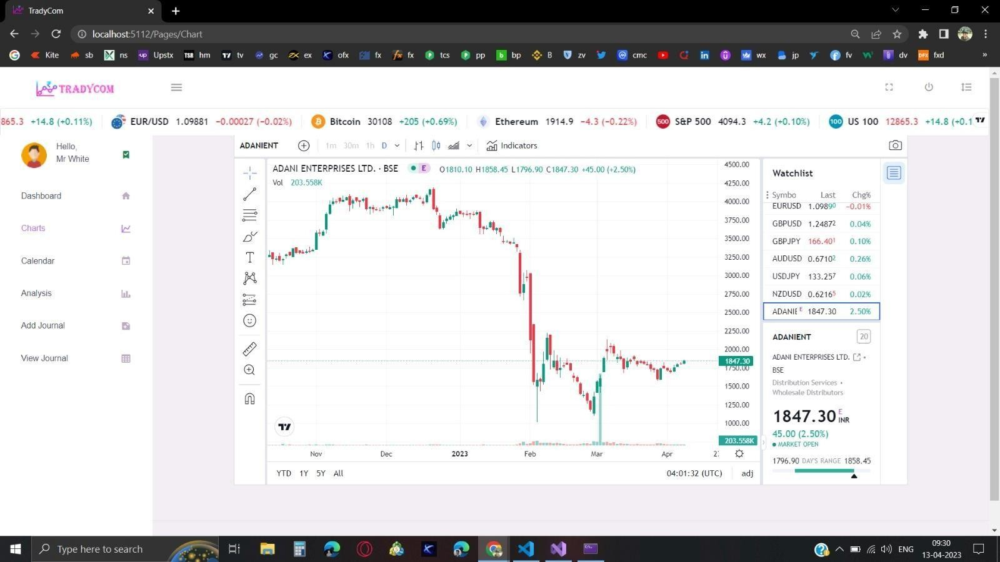 TradyCom
localhost:5112/Pages/Chart
Kite sb ns Upstx hm tv gc ex ofx fx fx tcs pp bp B zv cmc wx jp fv dv fxd »
TRADYCOM
865.3 +14.8 (+0.11%) EUR/USD 1.09881 −0.00027 (−0.02%) Bitcoin 30108 +205 (+0.69%) Ethereum 1914.9 −4.3 (−0.22%) 500 S&P 500 4094.3 +4.2 (+0.10%) 100 US 100 12865.3 +14.8 (+0.1
Hello,
Mr White
Dashboard
Charts
Calendar
Analysis
Add Journal
View Journal
ADANIENT 1m 30m 1h D Indicators
ADANI ENTERPRISES LTD. · BSE E O1810.10 H1858.45 L1796.90 C1847.30 +45.00 (+2.50%)
Vol 203.558K
4500.00
4250.00
4000.00
3750.00
3500.00
3250.00
3000.00
2750.00
2500.00
2250.00
2000.00
1847.30
1750.00
1500.00
1250.00
1000.00
203.558K
Nov Dec 2023 Feb Mar Apr
YTD 1Y 5Y All 04:01:32 (UTC) adj
Watchlist
Symbo Last Chg%
EURUSD 1.09890 −0.01%
GBPUSD 1.24872 0.04%
GBPJPY 166.401 0.10%
AUDUSD 0.67102 0.26%
USDJPY 133.257 0.06%
NZDUSD 0.62165 0.02%
ADANIE E 1847.30 2.50%
ADANIENT 20
ADANI ENTERPRISES LTD. •
BSE
Distribution Services •
Wholesale Distributors
1847.30 E INR
45.00 (2.50%)
MARKET OPEN
1796.90 DAY'S RANGE 1858.45
Type here to search
ENG
09:30
13-04-2023